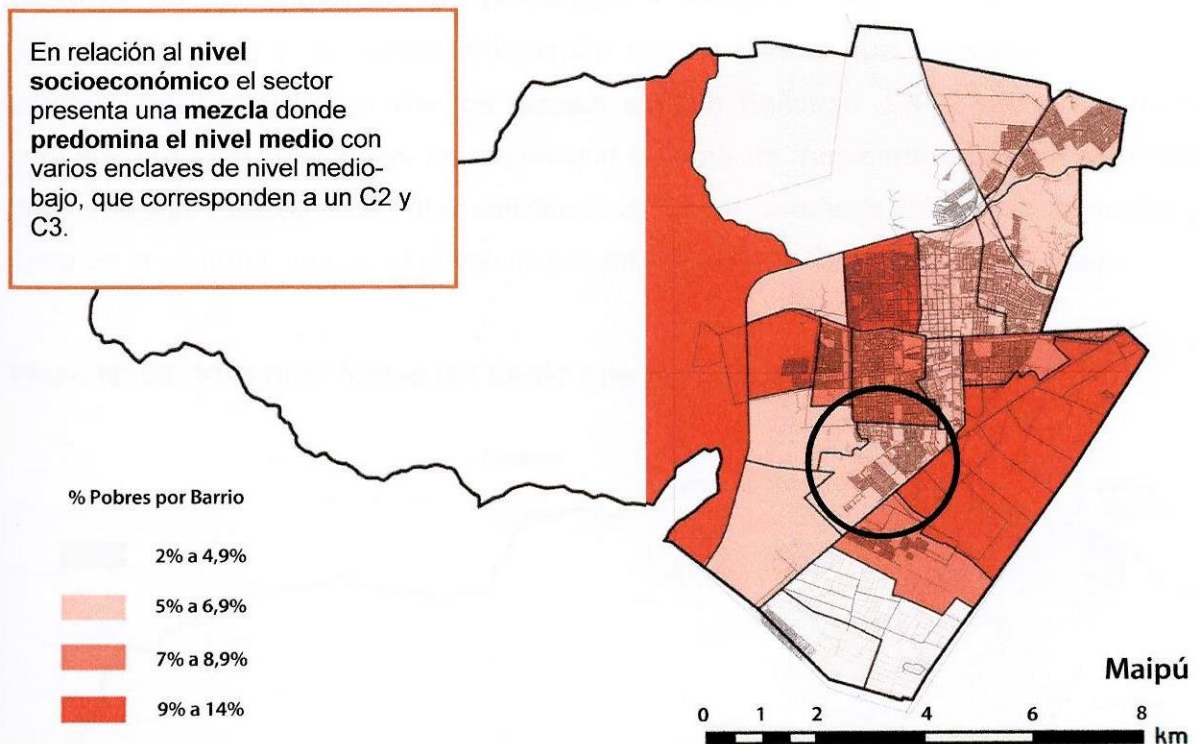 En relación al nivel
socioeconómico el sector
presenta una mezcla donde
predomina el nivel medio con
varios enclaves de nivel medio-
bajo, que corresponden a un C2 y
C3.
% Pobres por Barrio
2% a 4,9%
5% a 6,9%
7% a 8,9%
9% a 14%
Maipú
0 1 2 4 6 8
km